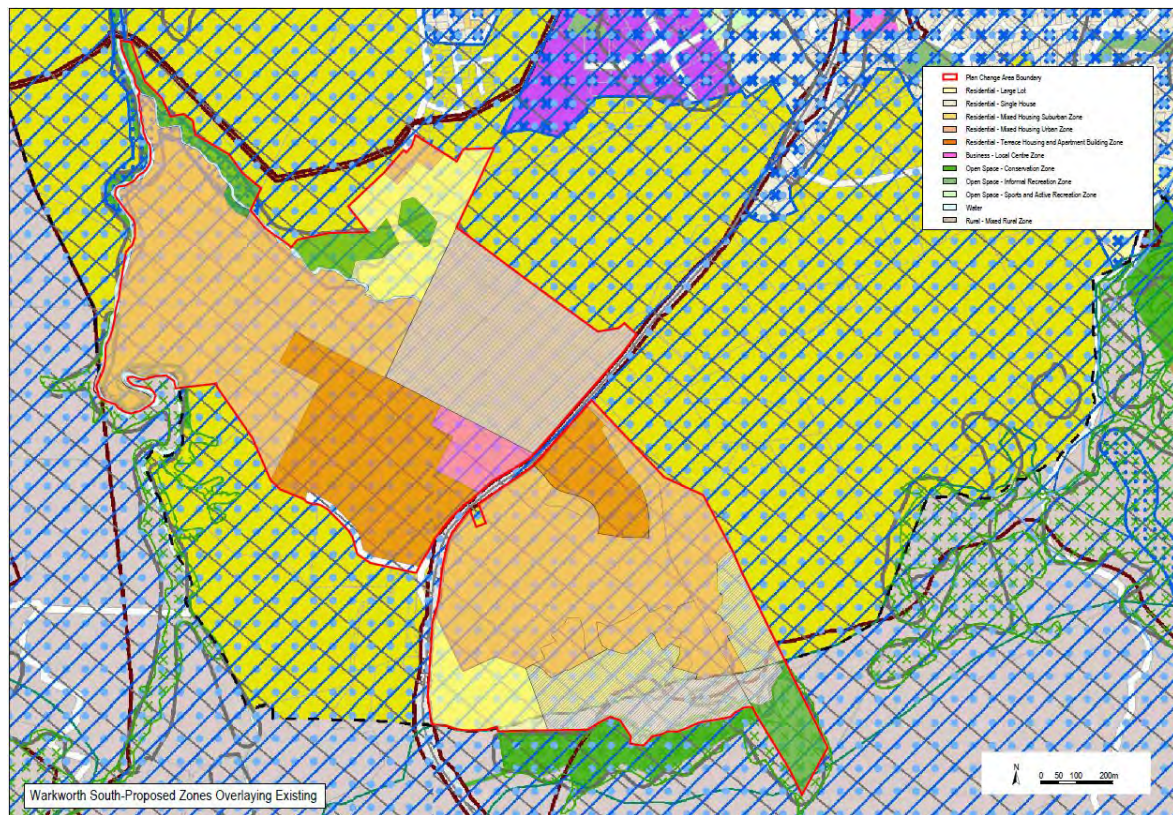 Plan Change Area Boundary
Residential - Large Lot
Residential - Single House
Residential - Mixed Housing Suburban Zone
Residential - Mixed Housing Urban Zone
Residential - Terrace Housing and Apartment Building Zone
Business - Local Centre Zone
Open Space - Conservation Zone
Open Space - Informal Recreation Zone
Open Space - Sports and Active Recreation Zone
Water
Rural - Mixed Rural Zone
N
0 50 100 200m
Warkworth South-Proposed Zones Overlaying Existing